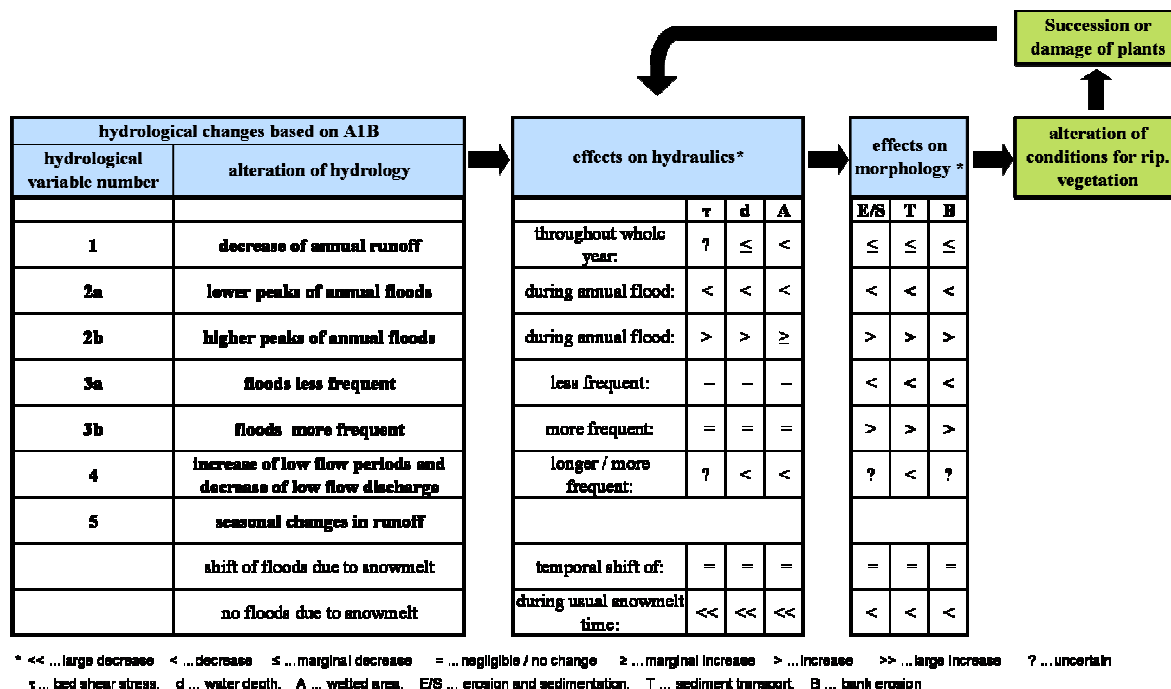 Succession or
damage of plants
hydrological changes based on A1B
hydrological
variable number
alteration of hydrology
effects on hydraulics*
effects on
morphology *
alteration of
conditions for rip.
vegetation
τ d A E/S T B
1 decrease of annual runoff throughout whole
year: ? ≤ < ≤ ≤ ≤
2a lower peaks of annual floods during annual flood: < < < < < <
2b higher peaks of annual floods during annual flood: > > ≥ > > >
3a floods less frequent less frequent: – – – < < <
3b floods more frequent more frequent: = = = > > >
4 increase of low flow periods and
decrease of low flow discharge longer / more
frequent: ? < < ? < ?
5 seasonal changes in runoff
shift of floods due to snowmelt temporal shift of: = = = = = =
no floods due to snowmelt during usual snowmelt
time: << << << < < <
* << ...large decrease < ...decrease ≤ ...marginal decrease = ...negligible / no change ≥ ...marginal increase > ...increase >> ...large increase ? ...uncertain
τ ... bed shear stress, d ... water depth, A ... wetted area, E/S ... erosion and sedimentation, T ... sediment transport, B ... bank erosion